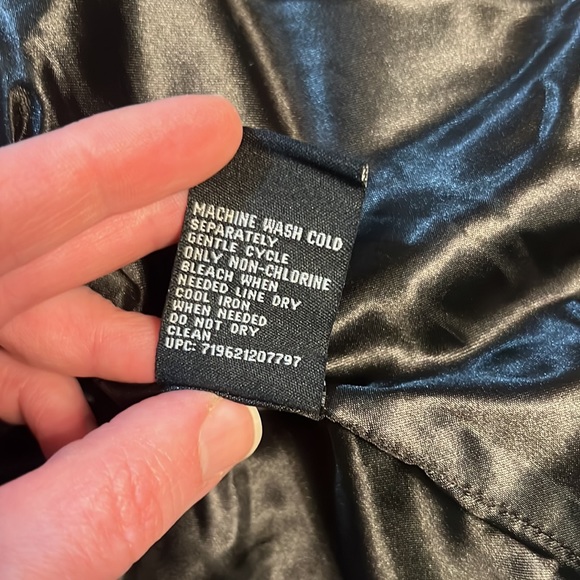 MACHINE WASH COLD
SEPARATELY
GENTLE CYCLE
ONLY NON-CHLORINE
BLEACH WHEN
NEEDED LINE DRY
COOL IRON
WHEN NEEDED
DO NOT DRY
CLEAN
UPC: 719621207797